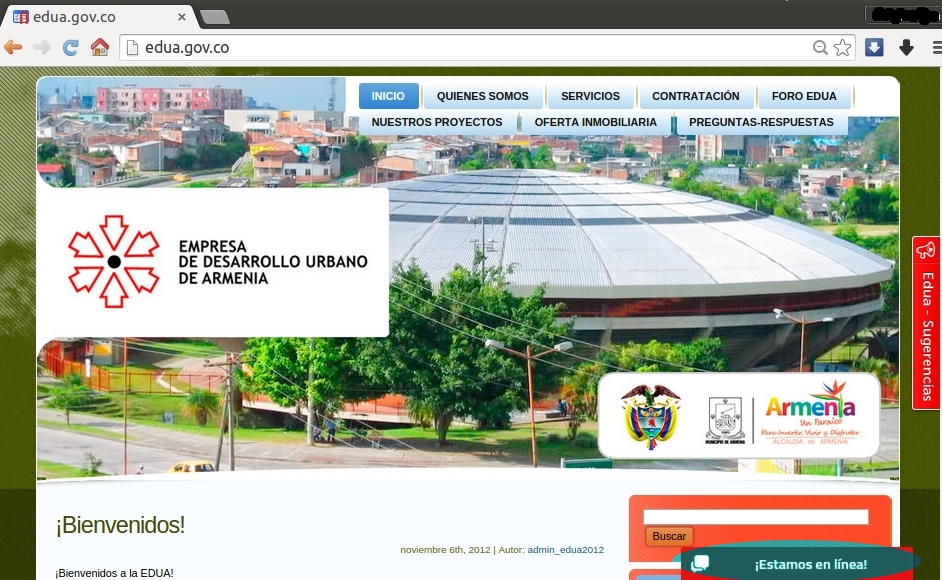 edua.gov.co
edua.gov.co
INICIO
QUIENES SOMOS
SERVICIOS
CONTRATACIÓN
FORO EDUA
NUESTROS PROYECTOS
OFERTA INMOBILIARIA
PREGUNTAS-RESPUESTAS
EMPRESA
DE DESARROLLO URBANO
DE ARMENIA
Edua - Sugerencias
MUNICIPIO DE ARMENIA
Armenia
Un Paraíso
Para Invertir, Vivir y Disfrutar
ALCALDIA de ARMENIA
¡Bienvenidos!
noviembre 6th, 2012 | Autor: admin_edua2012
¡Bienvenidos a la EDUA!
Buscar
¡Estamos en línea!